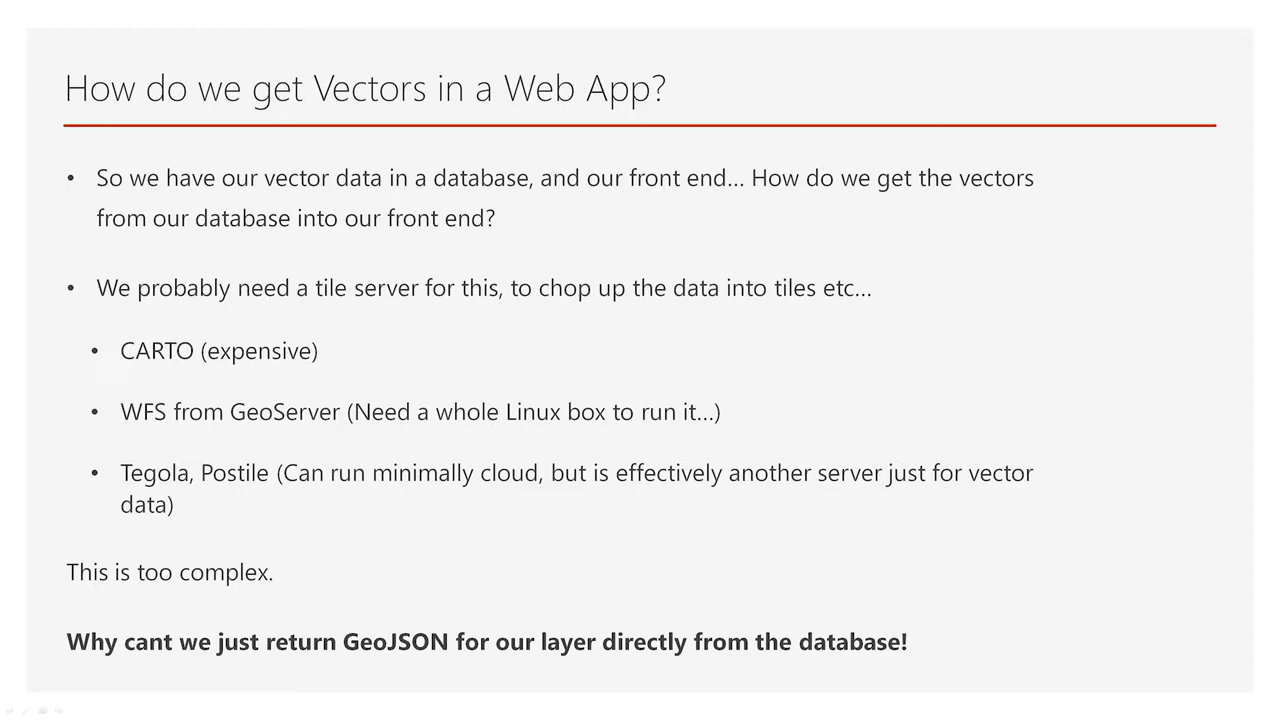 How do we get Vectors in a Web App?
• So we have our vector data in a database, and our front end... How do we get the vectors
from our database into our front end?
• We probably need a tile server for this, to chop up the data into tiles etc...
• CARTO (expensive)
• WFS from GeoServer (Need a whole Linux box to run it...)
• Tegola, Postile (Can run minimally cloud, but is effectively another server just for vector
data)
This is too complex.
Why cant we just return GeoJSON for our layer directly from the database!